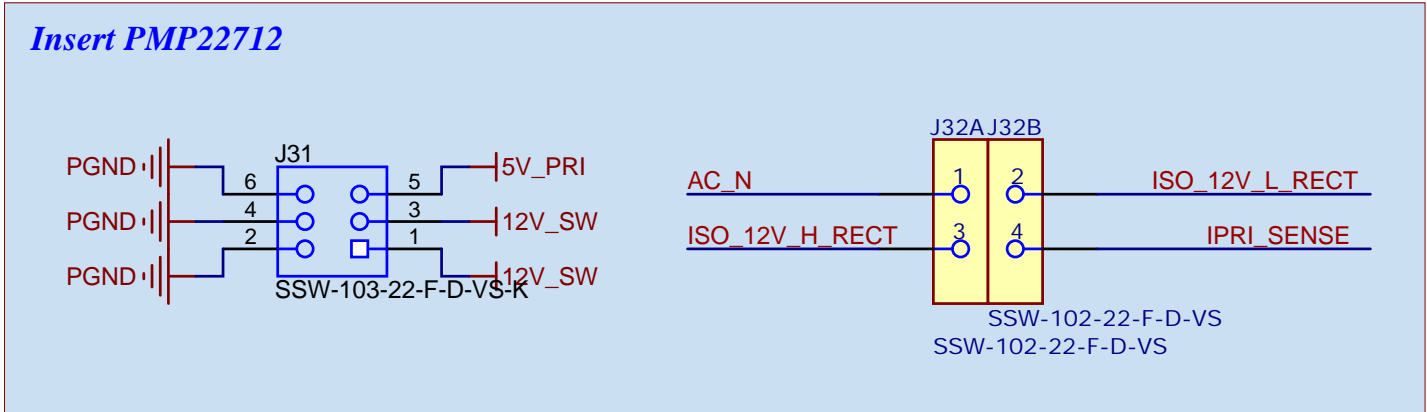 Insert PMP22712
J31
PGND 6 5 5V_PRI
PGND 4 3 12V_SW
PGND 2 1 12V_SW
SSW-103-22-F-D-VS-K
J32A J32B
AC_N 1 2 ISO_12V_L_RECT
ISO_12V_H_RECT 3 4 IPRI_SENSE
SSW-102-22-F-D-VS
SSW-102-22-F-D-VS